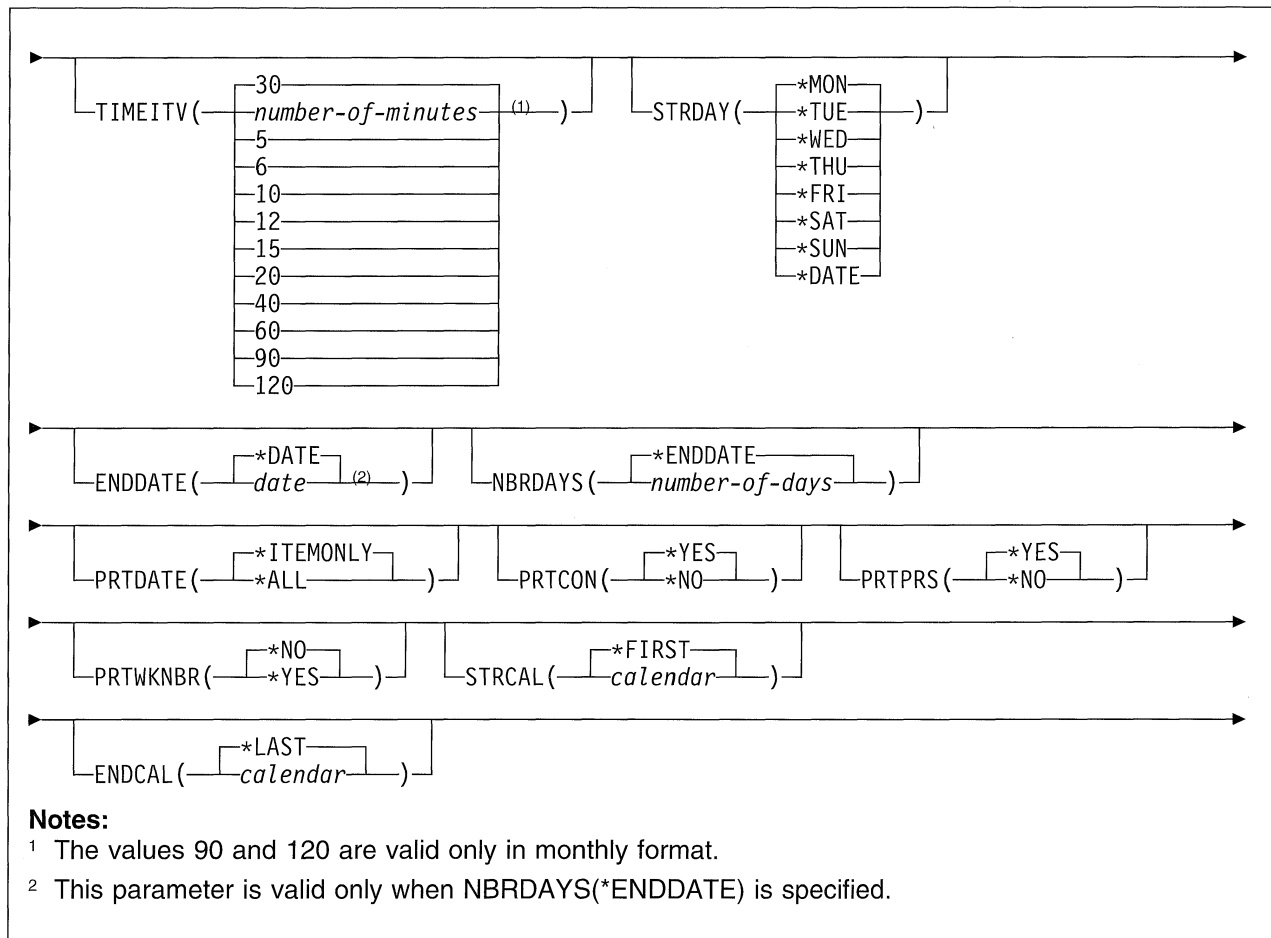 30
TIMEITV( number-of-minutes (1) )
5
6
10
12
15
20
40
60
90
120
*MON
STRDAY( *TUE )
*WED
*THU
*FRI
*SAT
*SUN
*DATE
*DATE
ENDDATE( date (2) )
*ENDDATE
NBRDAYS( number-of-days )
*ITEMONLY
PRTDATE( *ALL )
*YES
PRTCON( *NO )
*YES
PRTPRS( *NO )
*NO
PRTWKNBR( *YES )
*FIRST
STRCAL( calendar )
*LAST
ENDCAL( calendar )
Notes:
1 The values 90 and 120 are valid only in monthly format.
2 This parameter is valid only when NBRDAYS(*ENDDATE) is specified.